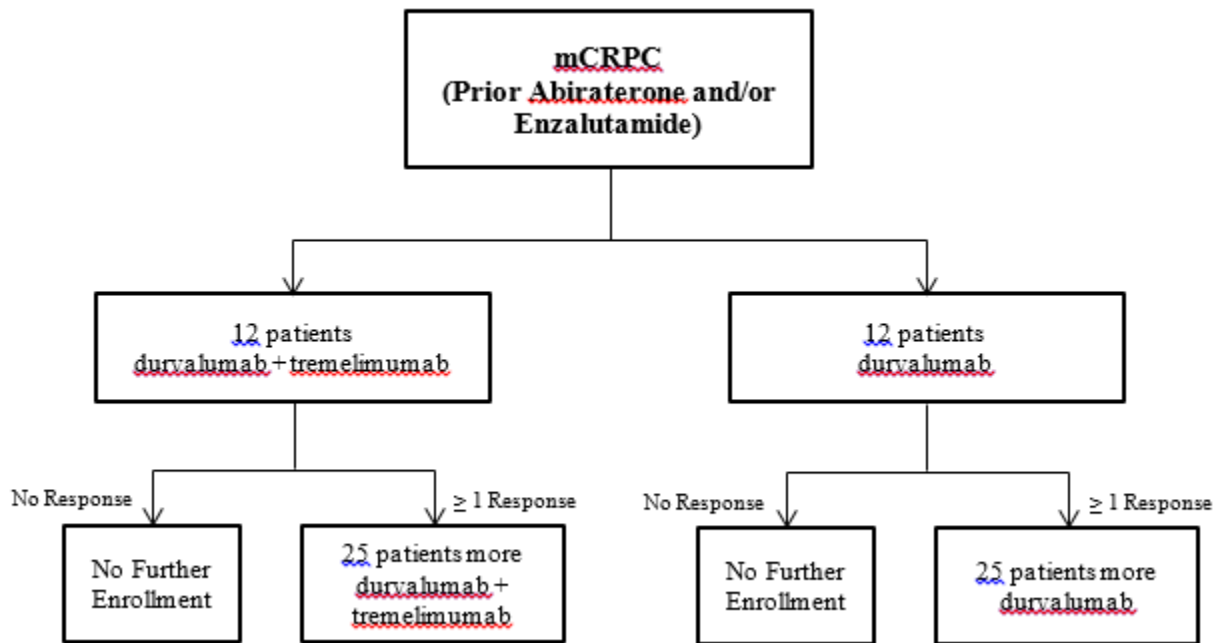 mCRPC
(Prior Abiraterone and/or
Enzalutamide)
12 patients
durvalumab + tremelimumab
12 patients
durvalumab
No Response
≥ 1 Response
No Response
≥ 1 Response
No Further
Enrollment
25 patients more
durvalumab +
tremelimumab
No Further
Enrollment
25 patients more
durvalumab